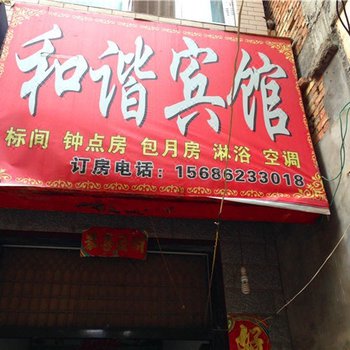 和谐宾馆
标间 钟点房 包月房 淋浴 空调
订房电话：15686233018